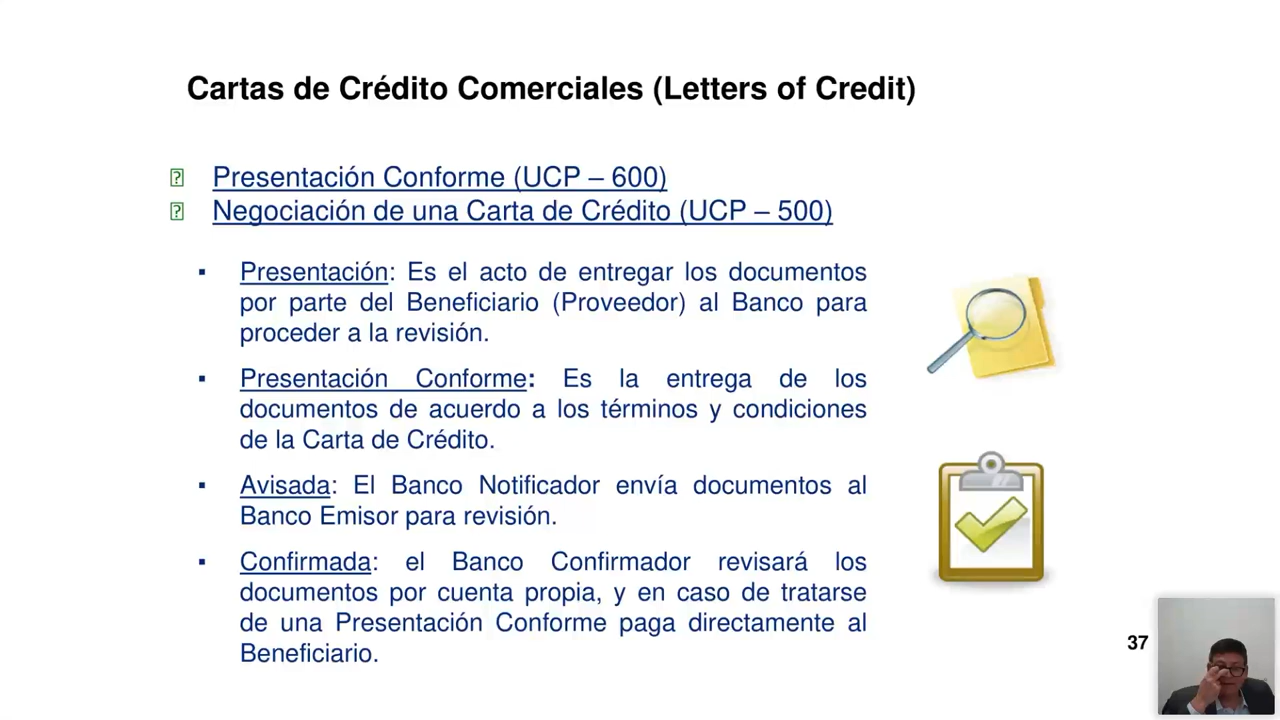 Cartas de Crédito Comerciales (Letters of Credit)
Presentación Conforme (UCP – 600)
Negociación de una Carta de Crédito (UCP – 500)
▪ Presentación: Es el acto de entregar los documentos
por parte del Beneficiario (Proveedor) al Banco para
proceder a la revisión.
▪ Presentación Conforme: Es la entrega de los
documentos de acuerdo a los términos y condiciones
de la Carta de Crédito.
▪ Avisada: El Banco Notificador envía documentos al
Banco Emisor para revisión.
▪ Confirmada: el Banco Confirmador revisará los
documentos por cuenta propia, y en caso de tratarse
de una Presentación Conforme paga directamente al
Beneficiario.
37